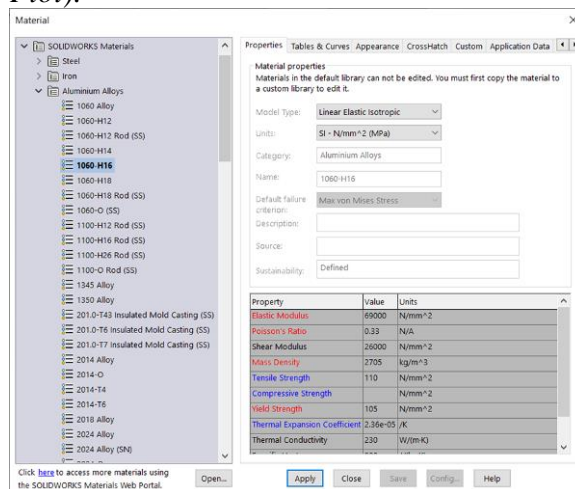 Plot).
Material
SOLIDWORKS Materials
Steel
Iron
Aluminium Alloys
1060 Alloy
1060-H12
1060-H12 Rod (SS)
1060-H14
1060-H16
1060-H18
1060-H18 Rod (SS)
1060-O (SS)
1100-H12 Rod (SS)
1100-H16 Rod (SS)
1100-H26 Rod (SS)
1100-O Rod (SS)
1345 Alloy
1350 Alloy
201.0-T43 Insulated Mold Casting (SS)
201.0-T6 Insulated Mold Casting (SS)
201.0-T7 Insulated Mold Casting (SS)
2014 Alloy
2014-O
2014-T4
2014-T6
2018 Alloy
2024 Alloy
2024 Alloy (SN)
Click here to access more materials using
the SOLIDWORKS Materials Web Portal.
Open...
Properties Tables & Curves Appearance CrossHatch Custom Application Data
Material properties
Materials in the default library can not be edited. You must first copy the material to
a custom library to edit it.
Model Type: Linear Elastic Isotropic
Units: SI - N/mm^2 (MPa)
Category: Aluminium Alloys
Name: 1060-H16
Default failure
criterion: Max von Mises Stress
Description:
Source:
Sustainability: Defined
Property Value Units
Elastic Modulus 69000 N/mm^2
Poisson's Ratio 0.33 N/A
Shear Modulus 26000 N/mm^2
Mass Density 2705 kg/m^3
Tensile Strength 110 N/mm^2
Compressive Strength N/mm^2
Yield Strength 105 N/mm^2
Thermal Expansion Coefficient 2.36e-05 /K
Thermal Conductivity 230 W/(m·K)
Apply Close Save Config... Help